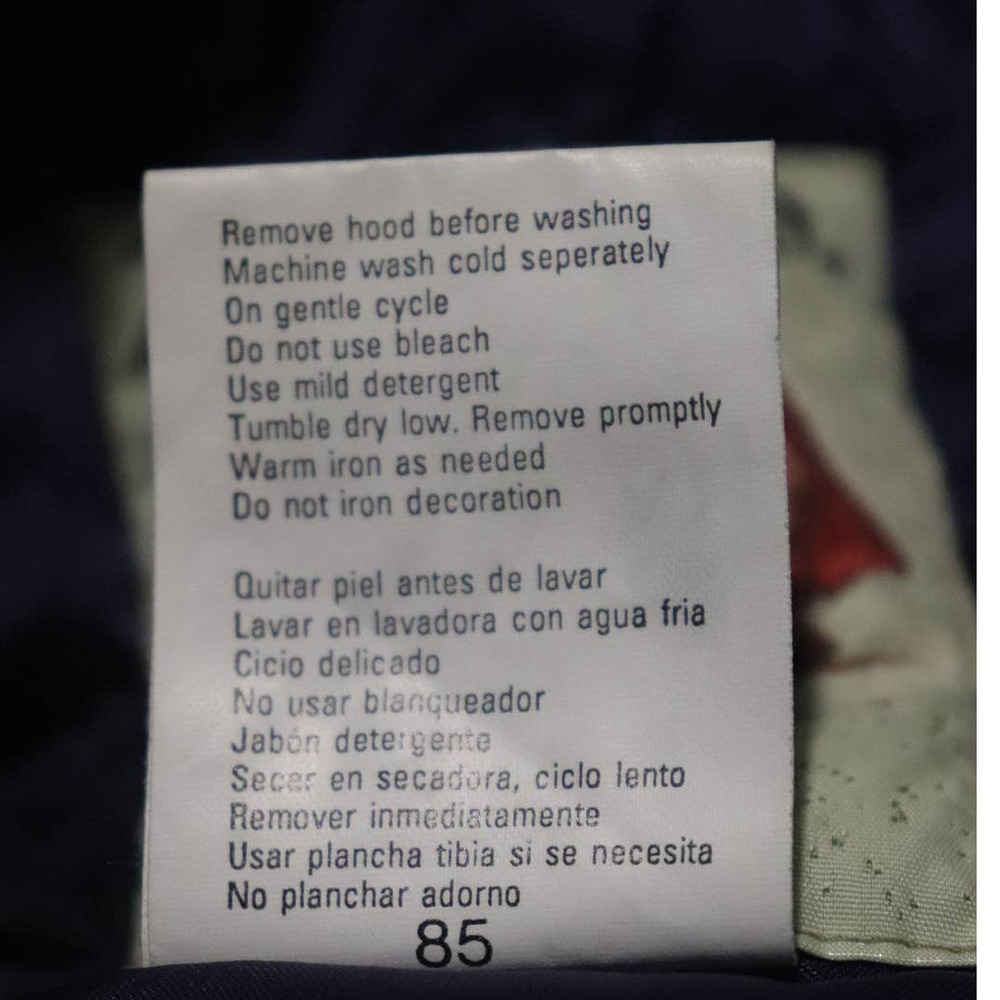 Remove hood before washing
Machine wash cold seperately
On gentle cycle
Do not use bleach
Use mild detergent
Tumble dry low. Remove promptly
Warm iron as needed
Do not iron decoration
Quitar piel antes de lavar
Lavar en lavadora con agua fria
Cicio delicado
No usar blanqueador
Jabón detergente
Secar en secadora, ciclo lento
Remover inmediatamente
Usar plancha tibia si se necesita
No planchar adorno
85